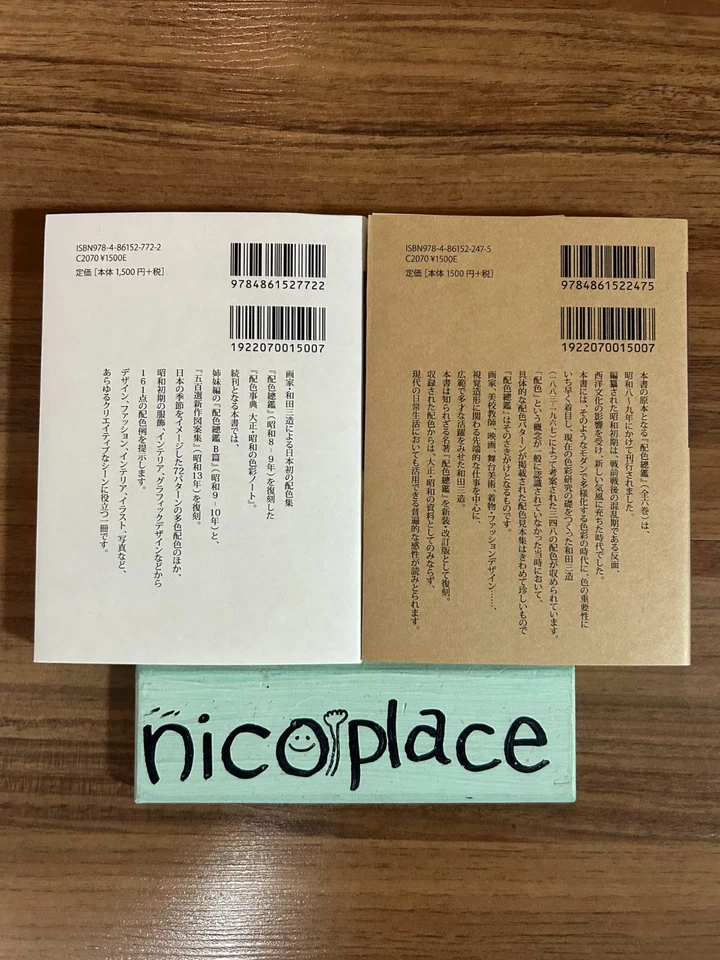 ISBN978-4-86152-772-2
C2070 ¥1500E
定価［本体 1,500 円＋税］
9784861527722
1922070015007
画家・和田三造による日本初の配色集
『配色總鑑』（昭和8－9年）を復刻した
『配色事典 大正・昭和の色彩ノート』。
続刊となる本書では、
姉妹編の『配色總鑑 B篇』（昭和9－10年）と、
『五百選新作図案集』（昭和13年）を復刻。
日本の季節をイメージした72パターンの多色配色のほか、
昭和初期の服飾、インテリア、グラフィックデザインなどから
161点の配色例を提示します。
デザイン、ファッション、インテリア、イラスト、写真など、
あらゆるクリエイティブなシーンに役立つ一冊です。
ISBN978-4-86152-247-5
C2070 ¥1500E
定価［本体 1500 円＋税］
9784861522475
1922070015007
本書の原本となる『配色總鑑』（全六巻）は、
昭和八～九年にかけて刊行されました。
編纂された昭和初期は、戦前戦後の混乱期である反面、
西洋文化の影響を受け、新しい気風に充ちた時代でした。
本書には、そのようなモダンで多様化する色彩の時代に、色の重要性に
いち早く着目し、現在の色彩研究の礎をつくった和田三造
（一八八三～一九六七）によって考案された三四八の配色が収められています。
「配色」という概念が一般に認識されていなかった当時において、
具体的な配色パターンが掲載された配色見本集はきわめて珍しいもので
『配色總鑑』はそのさきがけとなるものです。
画家、美校教師、映画、舞台美術、着物・ファッションデザイン……、
視覚造形に関わる先端的な仕事を中心に、
広範で多才な活躍をみせた和田三造。
本書は知られざる名著『配色總鑑』を新装・改訂版として復刻。
収録された配色からは、大正・昭和の資料としてのみならず、
現代の日常生活においても活用できる普遍的な感性が読みとれます。
nico place